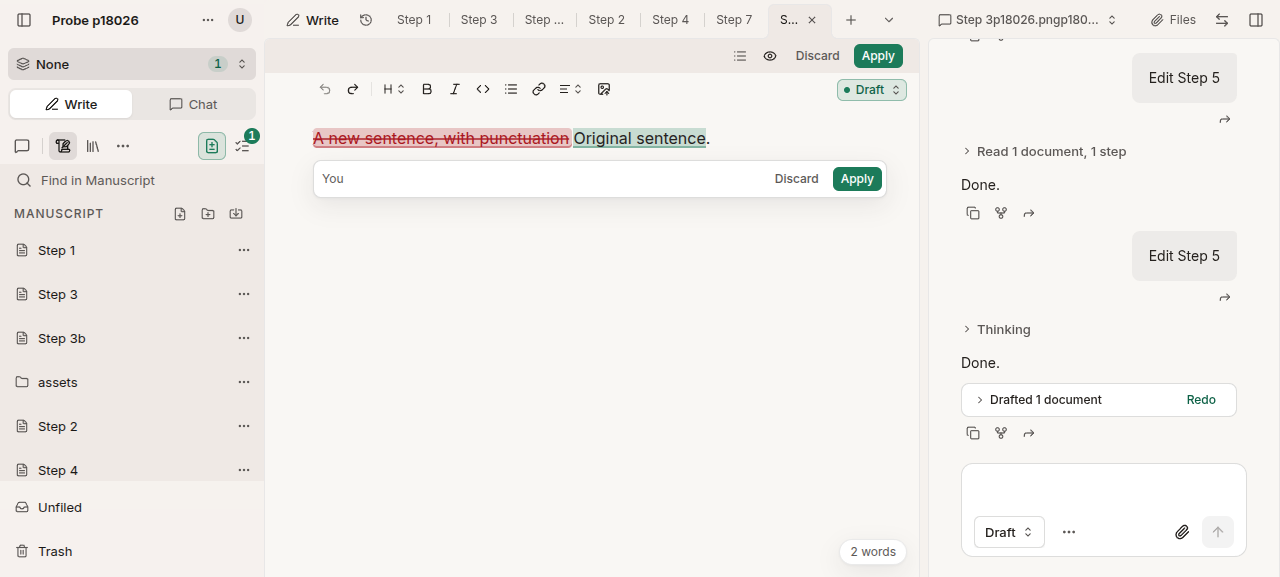 Probe p18026
U
None
1
Write
Chat
1
Find in Manuscript
MANUSCRIPT
Step 1
Step 3
Step 3b
assets
Step 2
Step 4
Unfiled
Trash
Write
Step 1
Step 3
Step ...
Step 2
Step 4
Step 7
S...
Discard
Apply
H
B
I
Draft
A new sentence, with punctuation Original sentence.
You
Discard
Apply
2 words
Step 3p18026.pngp180...
Files
Edit Step 5
Read 1 document, 1 step
Done.
Edit Step 5
Thinking
Done.
Drafted 1 document
Redo
Draft